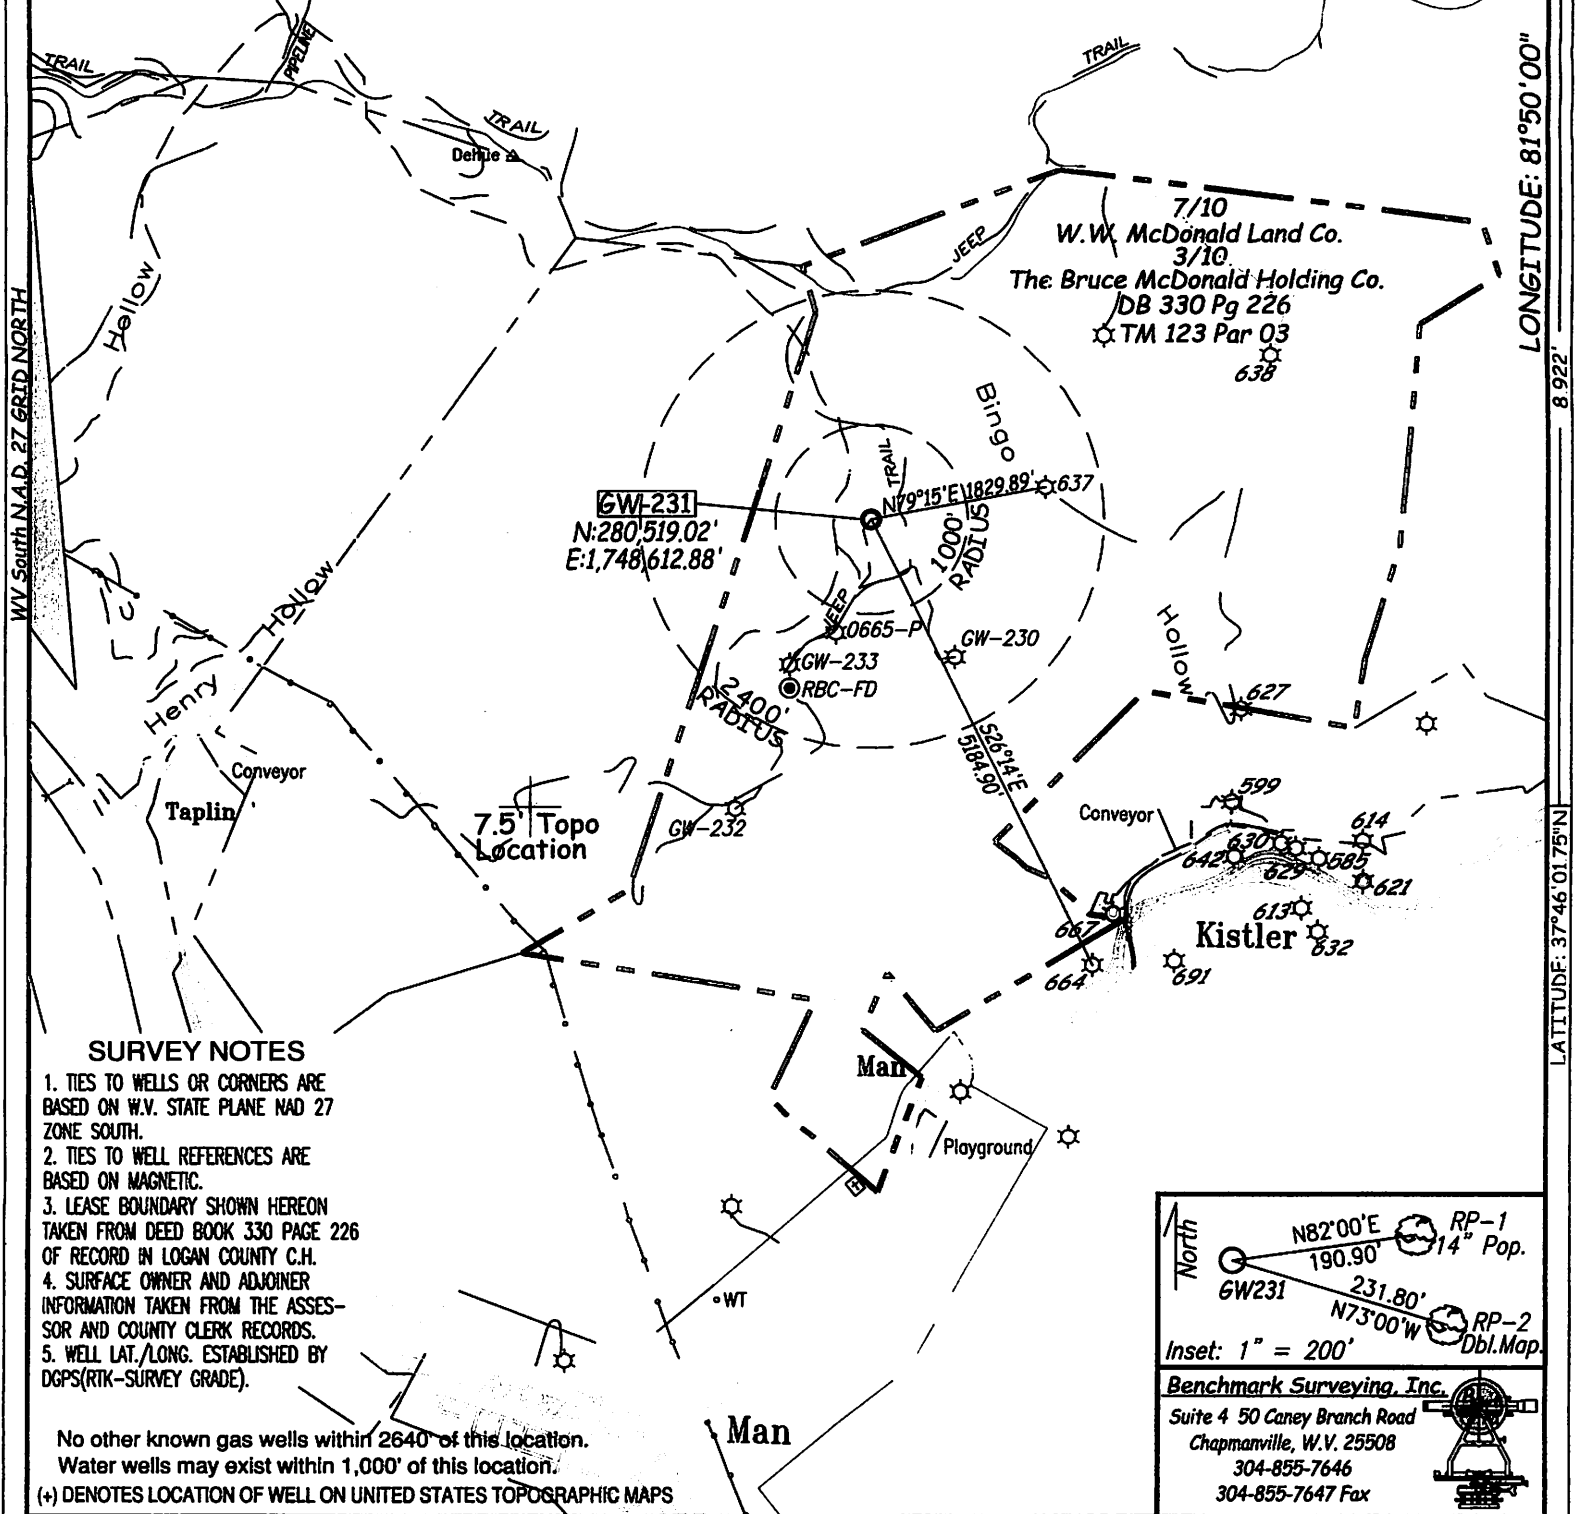 TRAIL
PIPELINE
TRAIL
Dehue
TRAIL
JEEP
7/10
W.W. McDonald Land Co.
3/10
The Bruce McDonald Holding Co.
DB 330 Pg 226
TM 123 Par 03
638
LONGITUDE: 81°50'00"
8.922'
LATITUDE: 37°46'01.75"N
WV South N.A.D. 27 GRID NORTH
Hollow
Bingo
TRAIL
GW-231
N:280,519.02'
E:1,748,612.88'
N79°15'E 1829.89'
637
1000'
RADIUS
Henry
Hollow
JEEP
0665-P
GW-230
GW-233
RBC-FD
2400'
RADIUS
Hollow
627
S26°14'E
5184.90'
Conveyor
Taplin
7.5' Topo
Location
GW-232
Conveyor
599
614
630
642
629
585
621
613
667
Kistler
632
664
691
Man
Playground
WT
Man
SURVEY NOTES
1. TIES TO WELLS OR CORNERS ARE
BASED ON W.V. STATE PLANE NAD 27
ZONE SOUTH.
2. TIES TO WELL REFERENCES ARE
BASED ON MAGNETIC.
3. LEASE BOUNDARY SHOWN HEREON
TAKEN FROM DEED BOOK 330 PAGE 226
OF RECORD IN LOGAN COUNTY C.H.
4. SURFACE OWNER AND ADJOINER
INFORMATION TAKEN FROM THE ASSES-
SOR AND COUNTY CLERK RECORDS.
5. WELL LAT./LONG. ESTABLISHED BY
DGPS(RTK-SURVEY GRADE).
No other known gas wells within 2640' of this location.
Water wells may exist within 1,000' of this location.
(+) DENOTES LOCATION OF WELL ON UNITED STATES TOPOGRAPHIC MAPS
North
N82°00'E
190.90'
RP-1
14" Pop.
GW231
231.80'
N73°00'W
RP-2
Dbl.Map.
Inset: 1" = 200'
Benchmark Surveying, Inc.
Suite 4 50 Caney Branch Road
Chapmanville, W.V. 25508
304-855-7646
304-855-7647 Fax